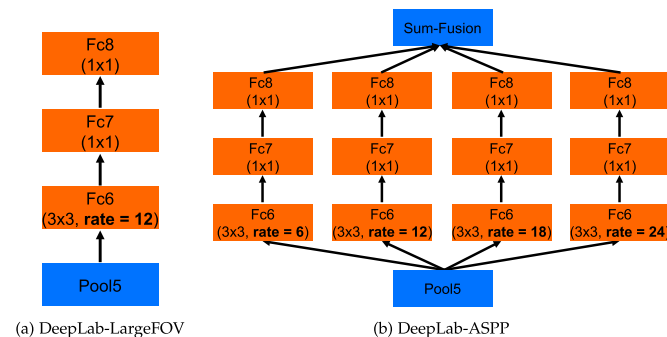 Fc8
(1x1)
Fc7
(1x1)
Fc6
(3x3, rate = 12)
Pool5
(a) DeepLab-LargeFOV
Sum-Fusion
Fc8
(1x1)
Fc8
(1x1)
Fc8
(1x1)
Fc8
(1x1)
Fc7
(1x1)
Fc7
(1x1)
Fc7
(1x1)
Fc7
(1x1)
Fc6
(3x3, rate = 6)
Fc6
(3x3, rate = 12)
Fc6
(3x3, rate = 18)
Fc6
(3x3, rate = 24)
Pool5
(b) DeepLab-ASPP